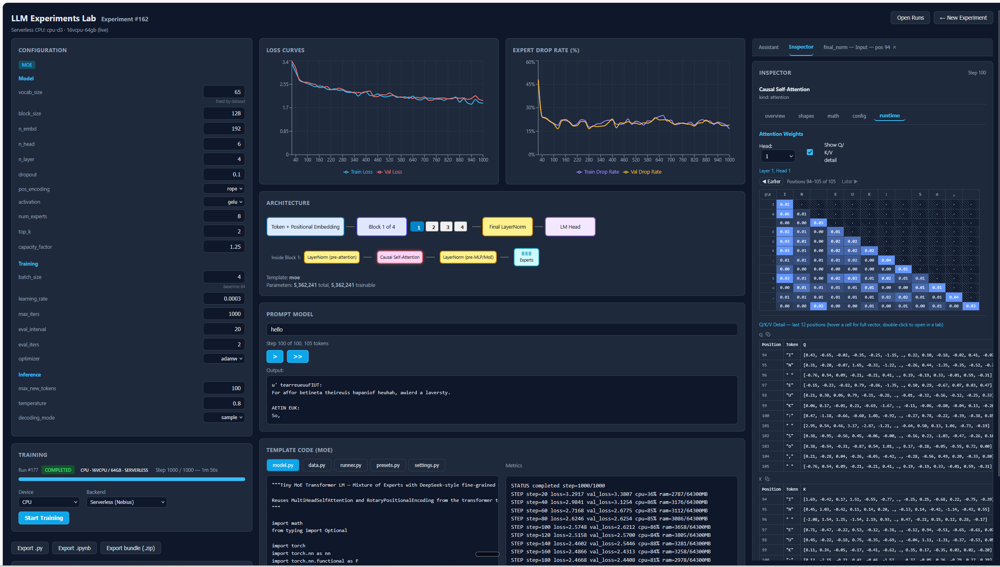 LLM Experiments Lab Experiment #162
Serverless CPU: cpu-d3 · 16vcpu-64gb (live)
Open Runs
← New Experiment
CONFIGURATION
MOE
Model
vocab_size 65
fixed by dataset
block_size 128
n_embd 192
n_head 6
n_layer 4
dropout 0.1
pos_encoding rope
activation gelu
num_experts 8
top_k 2
capacity_factor 1.25
Training
batch_size 4
baseline: 64
learning_rate 0.0003
max_iters 1000
eval_interval 20
eval_iters 2
optimizer adamw
Inference
max_new_tokens 100
temperature 0.8
decoding_mode sample
TRAINING
Run #177 COMPLETED CPU · 16VCPU / 64GB · SERVERLESS Step 1000 / 1000 — 1m 56s
Device Backend
CPU Serverless (Nebius)
Start Training
Export .py Export .ipynb Export bundle (.zip)
LOSS CURVES
3.4
2.55
1.7
0.85
0
40 100 160 220 280 340 400 460 520 580 640 700 760 820 880 940 1000
Train Loss Val Loss
EXPERT DROP RATE (%)
60%
45%
30%
15%
0%
40 100 160 220 280 340 400 460 520 580 640 700 760 820 880 940 1000
Train Drop Rate Val Drop Rate
ARCHITECTURE
Token + Positional Embedding Block 1 of 4 1 2 3 4 Final LayerNorm LM Head
Inside Block 1: LayerNorm (pre-attention) Causal Self-Attention LayerNorm (pre-MLP/MoE) Experts
Template: moe
Parameters: 5,362,241 total, 5,362,241 trainable
PROMPT MODEL
hello
Step 100 of 100, 105 tokens
> >>
Output:
u' tearreueuuFIUT:
For affor betineta theireuis hapaniof heuhah, awierd a laversty.
AETIN EUK:
So,
TEMPLATE CODE (MOE)
model.py data.py runner.py presets.py settings.py
"""Tiny MoE Transformer LM — Mixture of Experts with DeepSeek-style fine-grained
Reuses MultiHeadSelfAttention and RotaryPositionalEncoding from the transformer t
"""
import math
from typing import Optional
import torch
import torch.nn as nn
import torch.nn.functional as F
Metrics
STATUS completed step=1000/1000
STEP step=20 loss=3.2917 val_loss=3.3807 cpu=36% ram=2787/64300MB
STEP step=40 loss=2.9841 val_loss=3.1254 cpu=86% ram=3176/64300MB
STEP step=60 loss=2.7168 val_loss=2.6775 cpu=85% ram=3112/64300MB
STEP step=80 loss=2.6246 val_loss=2.6254 cpu=85% ram=3086/64300MB
STEP step=100 loss=2.5748 val_loss=2.6212 cpu=86% ram=3658/64300MB
STEP step=120 loss=2.5158 val_loss=2.5700 cpu=84% ram=3805/64300MB
STEP step=140 loss=2.4602 val_loss=2.5446 cpu=88% ram=3281/64300MB
STEP step=160 loss=2.4866 val_loss=2.4313 cpu=84% ram=3258/64300MB
STEP step=180 loss=2.4668 val_loss=2.4408 cpu=81% ram=2978/64300MB
Assistant Inspector final_norm — Input — pos 94 ×
INSPECTOR Step 100
Causal Self-Attention
kind: attention
overview shapes math config runtime
Attention Weights
Head:
1
Show Q/
K/V
detail
Layer 1, Head 1
◀ Earlier Positions 94–105 of 105 Later ▶
Q\K I N E U K : S o ,
I 0.02 · · · · · · · · · · ·
N 0.06 0.01 · · · · · · · · · ·
0.00 0.00 0.03 · · · · · · · · ·
E 0.02 0.01 0.00 0.01 · · · · · · · ·
U 0.03 0.01 0.00 0.02 0.02 · · · · · · ·
K 0.03 0.01 0.00 0.02 0.02 0.02 · · · · · ·
: 0.01 0.01 0.01 0.01 0.02 0.00 0.04 · · · · ·
0.00 0.00 0.00 0.00 0.00 0.00 0.00 0.01 · · · ·
S 0.03 0.01 0.00 0.02 0.03 0.01 0.02 0.01 0.01 · · ·
o 0.00 0.01 0.01 0.01 0.01 0.01 0.00 0.00 0.01 0.01 · ·
, 0.01 0.01 0.01 0.01 0.01 0.01 0.02 0.02 0.01 0.01 0.04 ·
0.00 0.00 0.03 0.00 0.00 0.01 0.00 0.01 0.00 0.01 0.00 0.03
Q/K/V Detail — last 12 positions (hover a cell for full vector, double-click to open in a tab)
Q
Position Token Q
94 "I" [0.43, -0.65, -0.02, -0.35, -0.25, -1.15, …, 0.22, 0.10, -0.18, -0.02, 0.41, -0.07
95 "N" [0.31, -0.20, -0.07, 1.65, -0.33, -1.22, …, -0.26, 0.44, -1.35, -0.35, -0.52, -0.7
96 " " [-0.76, 0.54, 0.09, -0.21, -0.21, 0.41, …, 0.19, -0.19, 0.33, -0.01, 0.59, -0.31]
97 "E" [-0.15, -0.23, -0.82, 0.79, -0.86, -1.35, …, 0.10, 0.29, -0.67, 0.07, 0.03, 0.47]
98 "U" [0.21, 0.30, 0.06, 0.79, -0.31, -0.28, …, -0.01, -0.32, -0.16, -0.12, -0.25, 0.33]
99 "K" [0.06, 0.17, -0.01, 0.21, -0.69, -1.67, …, -0.11, -0.06, -0.80, -0.04, 0.13, -0.28
100 ":" [0.47, -1.18, -0.66, -0.60, 1.08, -0.92, …, -0.27, 0.78, -0.22, -0.39, -0.38, 0.85
101 " " [2.95, 0.54, 0.46, 3.17, -2.87, -1.21, …, -0.64, 0.50, 0.13, 1.06, -0.73, -0.19]
102 "S" [0.38, -0.95, -0.56, 0.45, -0.06, -0.00, …, -0.16, 0.23, -1.03, -0.47, -0.26, 0.16
103 "o" [0.38, -0.54, -0.31, -0.87, 0.54, 1.01, …, 0.17, -0.28, -0.05, -0.55, 0.72, 0.00]
104 "," [0.21, -0.28, 0.04, -0.26, -0.05, -0.42, …, -0.28, -0.56, 0.49, 0.20, -0.33, 0.80]
105 " " [-0.76, 0.54, 0.09, -0.21, -0.21, 0.41, …, 0.19, -0.19, 0.33, -0.01, 0.59, -0.31]
K
Position Token K
94 "I" [1.69, -0.42, 0.17, 1.51, -0.55, -0.77, …, -0.25, 0.25, -0.68, 0.22, -0.75, -0.39]
95 "N" [0.45, 1.03, -0.42, 0.11, 0.14, 0.20, …, -0.13, 0.14, -0.42, -1.14, -0.43, 0.55]
96 " " [-2.08, 1.54, 1.25, -1.54, 2.19, 0.93, …, 0.47, -0.21, 0.15, 0.12, 0.28, -0.17]
97 "E" [0.71, -0.47, -0.22, 0.53, -0.12, -0.38, …, -0.12, 0.94, -0.51, -0.65, -0.61, 0.07
98 "U" [0.45, -0.22, -0.18, 0.75, -0.35, -0.69, …, -0.04, 1.11, -1.31, -0.37, -0.53, 0.09
99 "K" [0.11, 0.24, -0.05, -0.17, -0.41, -0.62, …, 0.35, 0.17, -0.35, 0.03, 0.02, -0.20]